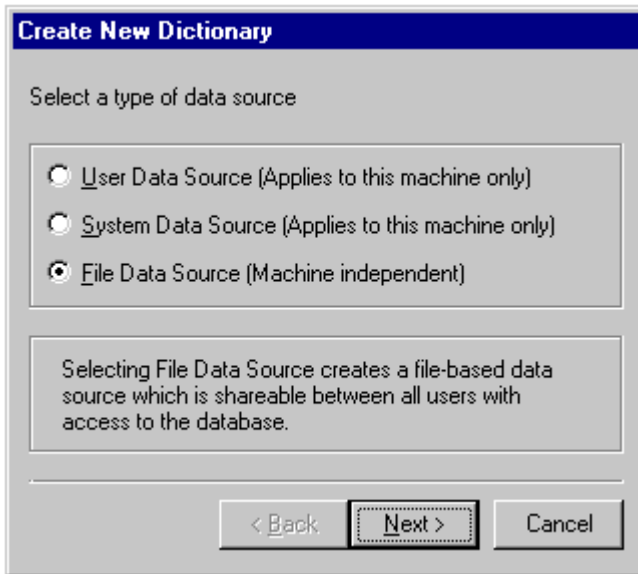 Create New Dictionary
Select a type of data source
User Data Source (Applies to this machine only)
System Data Source (Applies to this machine only)
File Data Source (Machine independent)
Selecting File Data Source creates a file-based data
source which is shareable between all users with
access to the database.
< Back
Next >
Cancel